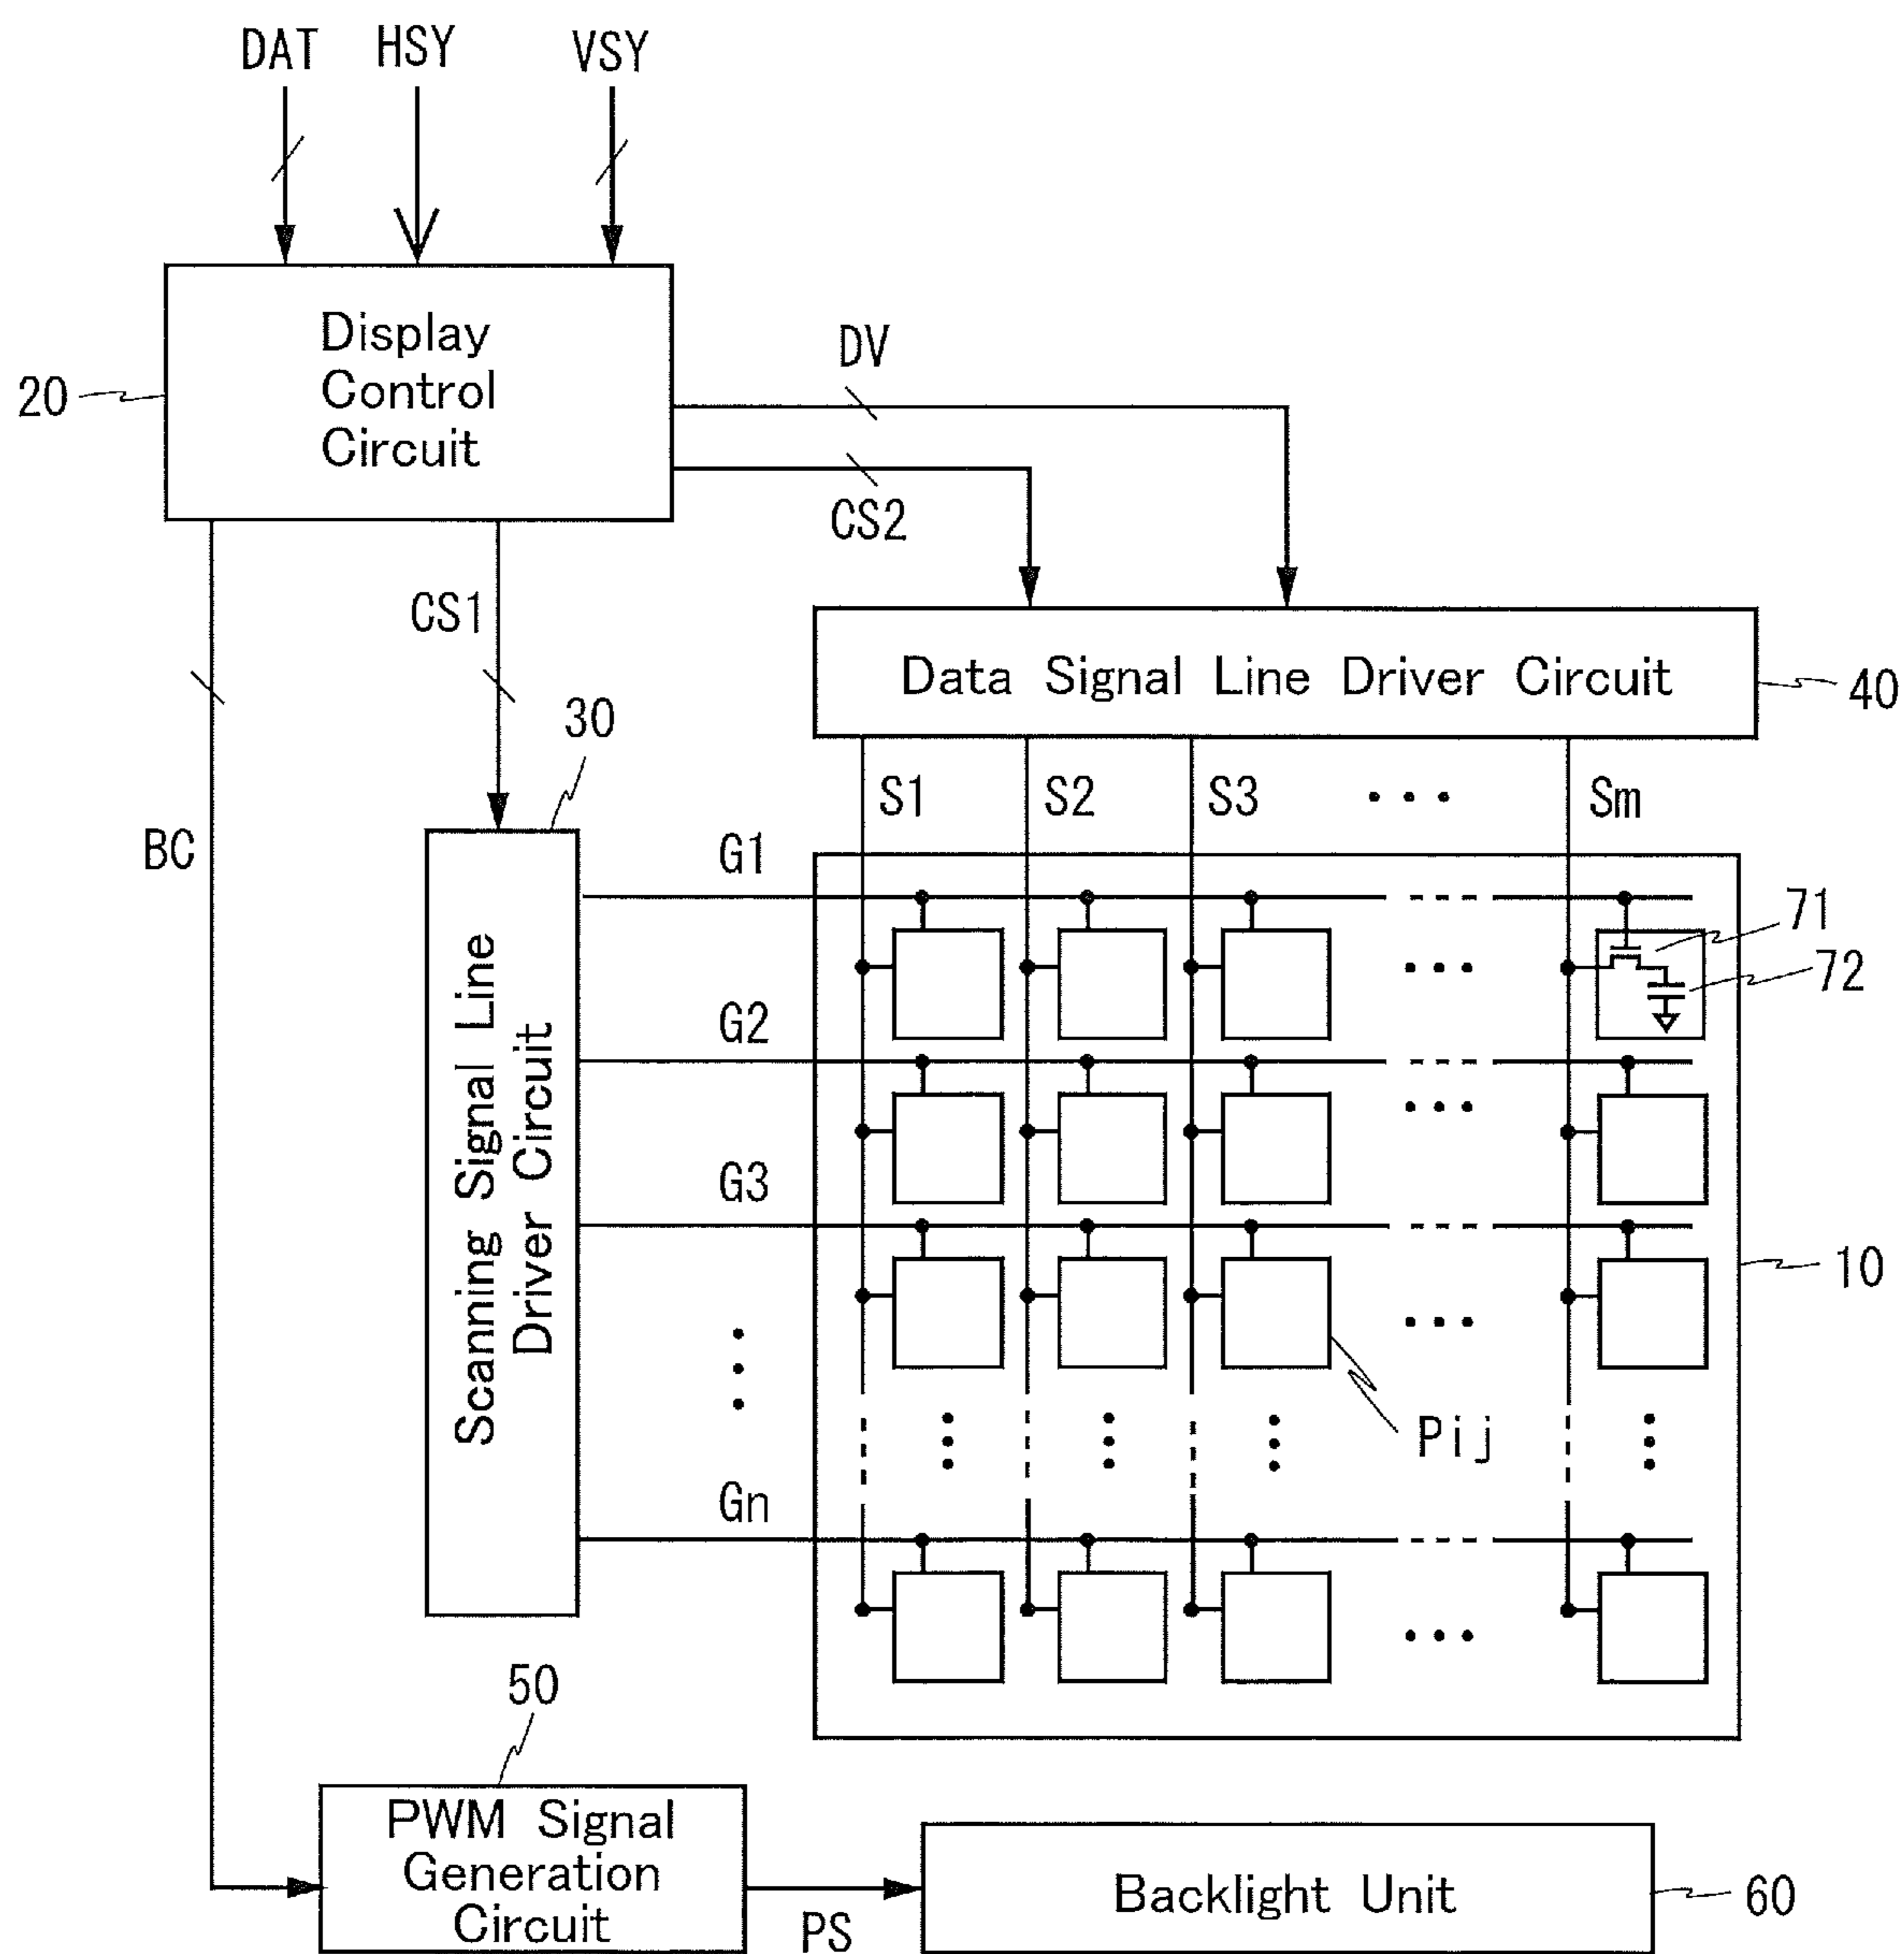 DAT
HSY
VSY
Display
Control
Circuit
20
DV
CS2
CS1
BC
Data Signal Line Driver Circuit
40
30
S1
S2
S3
Sm
Scanning Signal Line
Driver Circuit
G1
71
72
G2
G3
10
Pij
Gn
50
PWM Signal
Generation
Circuit
PS
Backlight Unit
60